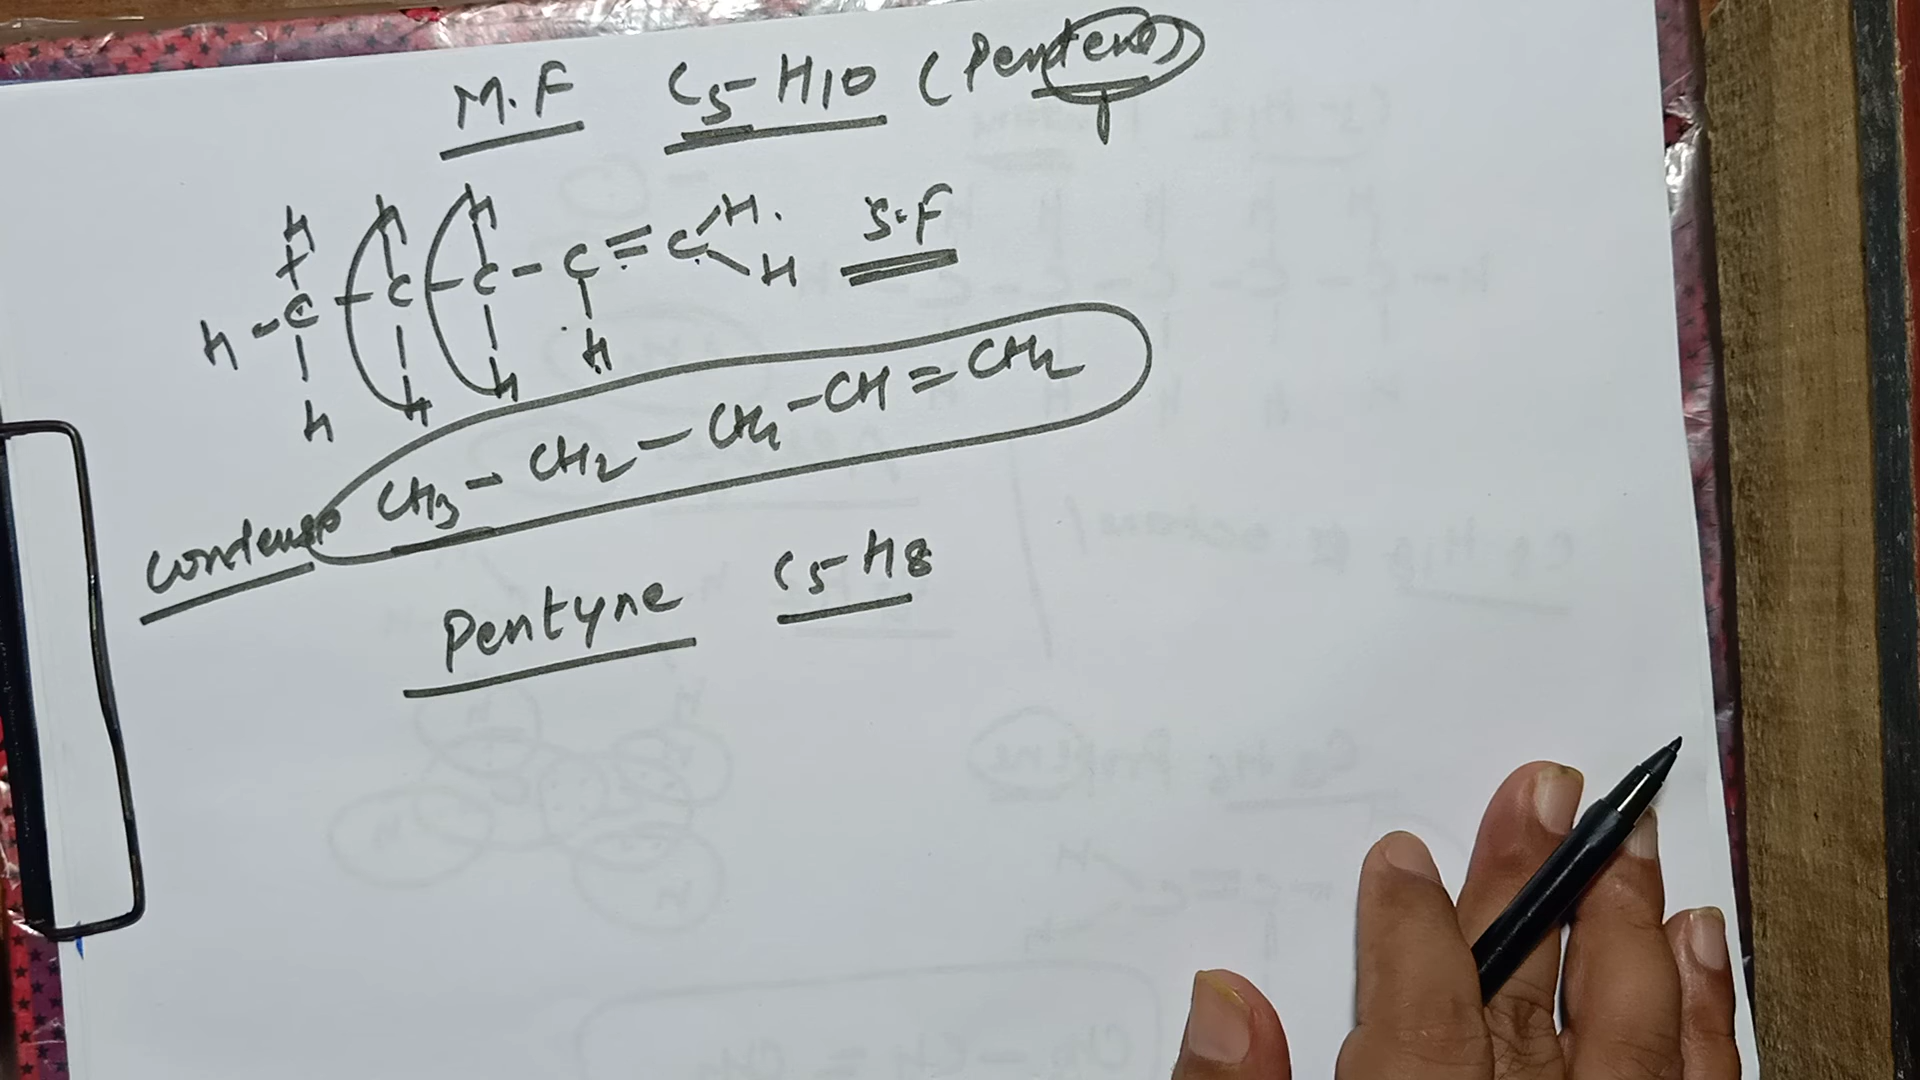 M.F C5-H10 (Pentene)
H H H H.
H-C-C-C-C=C H S.F
H H H H
condense CH3-CH2-CH2-CH=CH2
Pentyne C5-H8